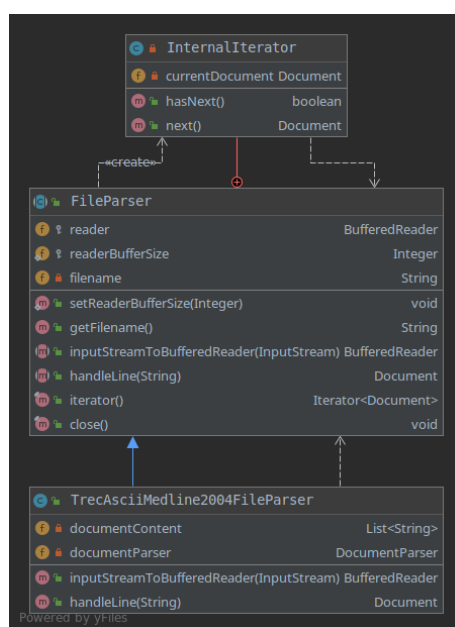 InternalIterator
currentDocument Document
hasNext() boolean
next() Document
«create»
FileParser
reader BufferedReader
readerBufferSize Integer
filename String
setReaderBufferSize(Integer) void
getFilename() String
inputStreamToBufferedReader(InputStream) BufferedReader
handleLine(String) Document
iterator() Iterator<Document>
close() void
TrecAsciiMedline2004FileParser
documentContent List<String>
documentParser DocumentParser
inputStreamToBufferedReader(InputStream) BufferedReader
handleLine(String) Document
Powered by yFiles